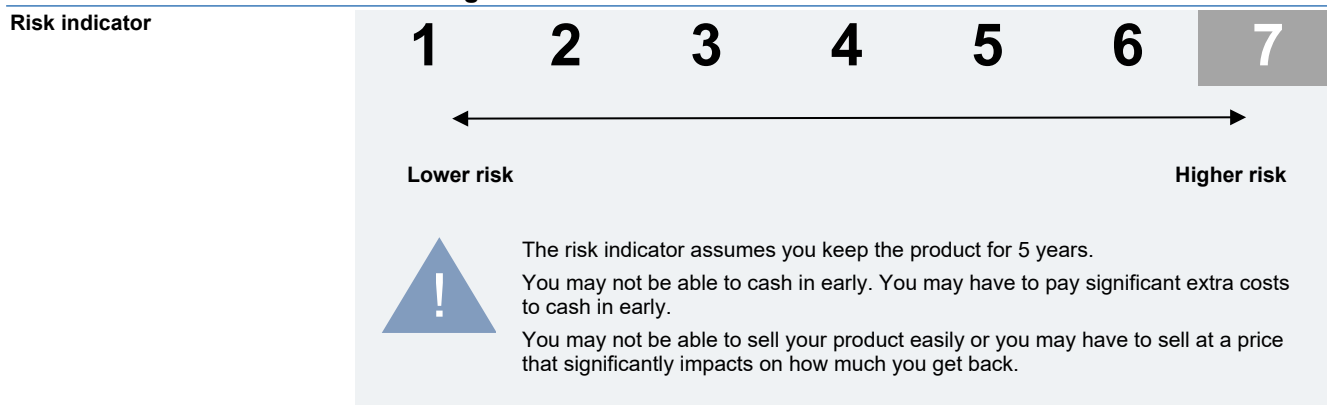 Risk indicator
1 2 3 4 5 6 7
Lower risk Higher risk
!
The risk indicator assumes you keep the product for 5 years.
You may not be able to cash in early. You may have to pay significant extra costs
to cash in early.
You may not be able to sell your product easily or you may have to sell at a price
that significantly impacts on how much you get back.